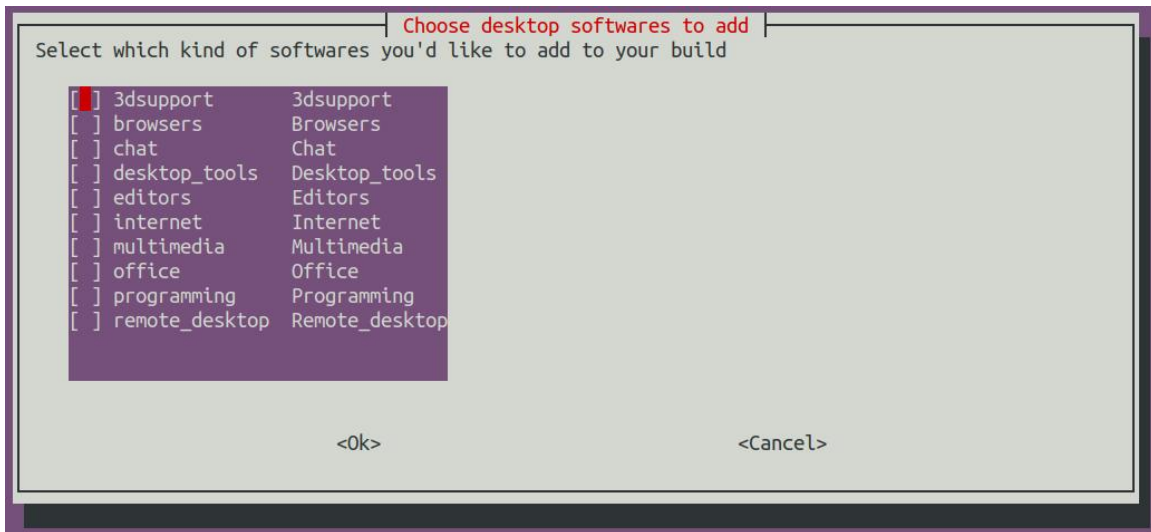 Choose desktop softwares to add
Select which kind of softwares you'd like to add to your build
[ ] 3dsupport 3dsupport
[ ] browsers Browsers
[ ] chat Chat
[ ] desktop_tools Desktop_tools
[ ] editors Editors
[ ] internet Internet
[ ] multimedia Multimedia
[ ] office Office
[ ] programming Programming
[ ] remote_desktop Remote_desktop
<Ok> <Cancel>